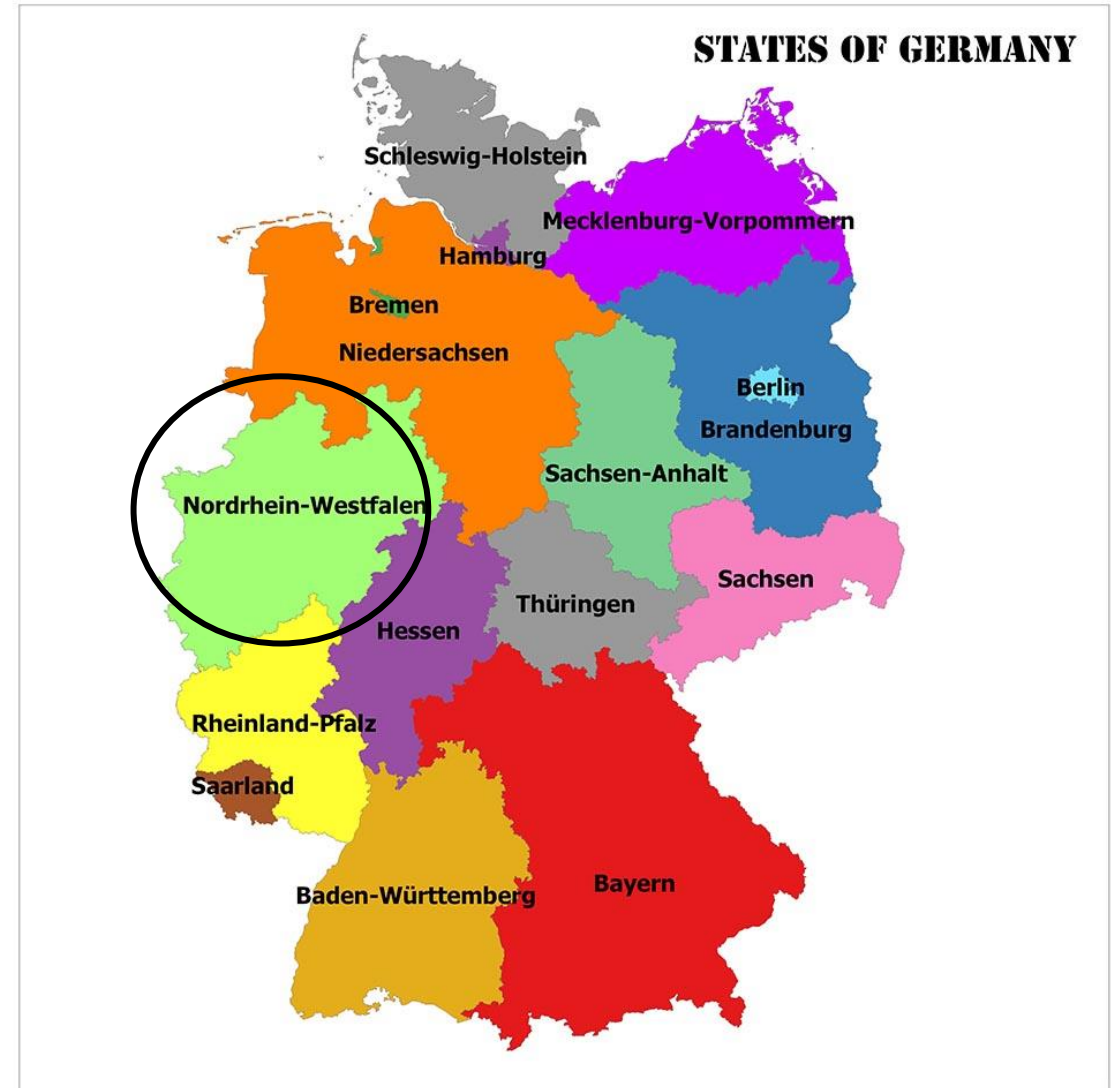 STATES OF GERMANY
Schleswig-Holstein
Mecklenburg-Vorpommern
Hamburg
Bremen
Niedersachsen
Berlin
Brandenburg
Sachsen-Anhalt
Nordrhein-Westfalen
Sachsen
Thüringen
Hessen
Rheinland-Pfalz
Saarland
Bayern
Baden-Württemberg